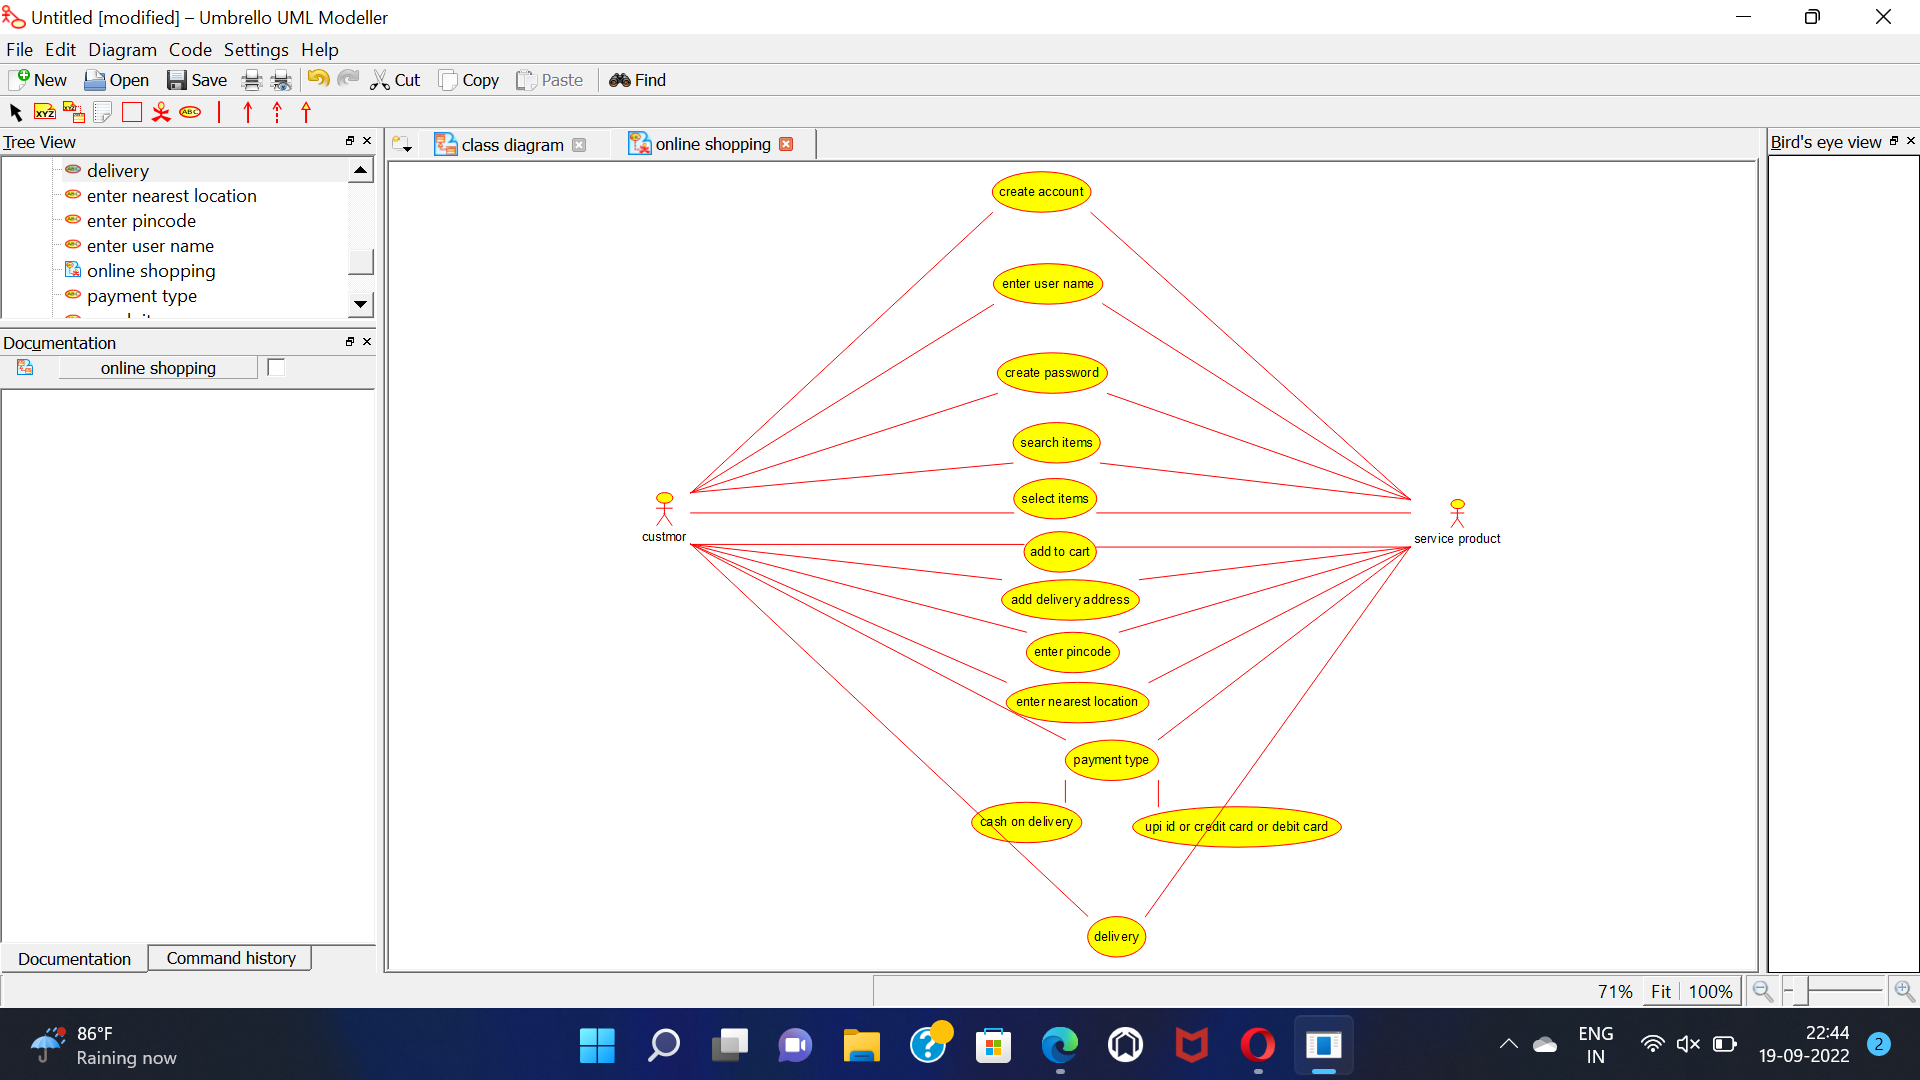 Untitled [modified] – Umbrello UML Modeller
File Edit Diagram Code Settings Help
New Open Save Cut Copy Paste Find
XYZ XYZ ABC
Tree View
delivery
enter nearest location
enter pincode
enter user name
online shopping
payment type
Documentation
online shopping
Documentation Command history
class diagram online shopping
create account
enter user name
create password
search items
select items
custmor
service product
add to cart
add delivery address
enter pincode
enter nearest location
payment type
cash on delivery
upi id or credit card or debit card
delivery
Bird's eye view
71% Fit 100%
86°F
Raining now
ENG
IN
22:44
19-09-2022
2